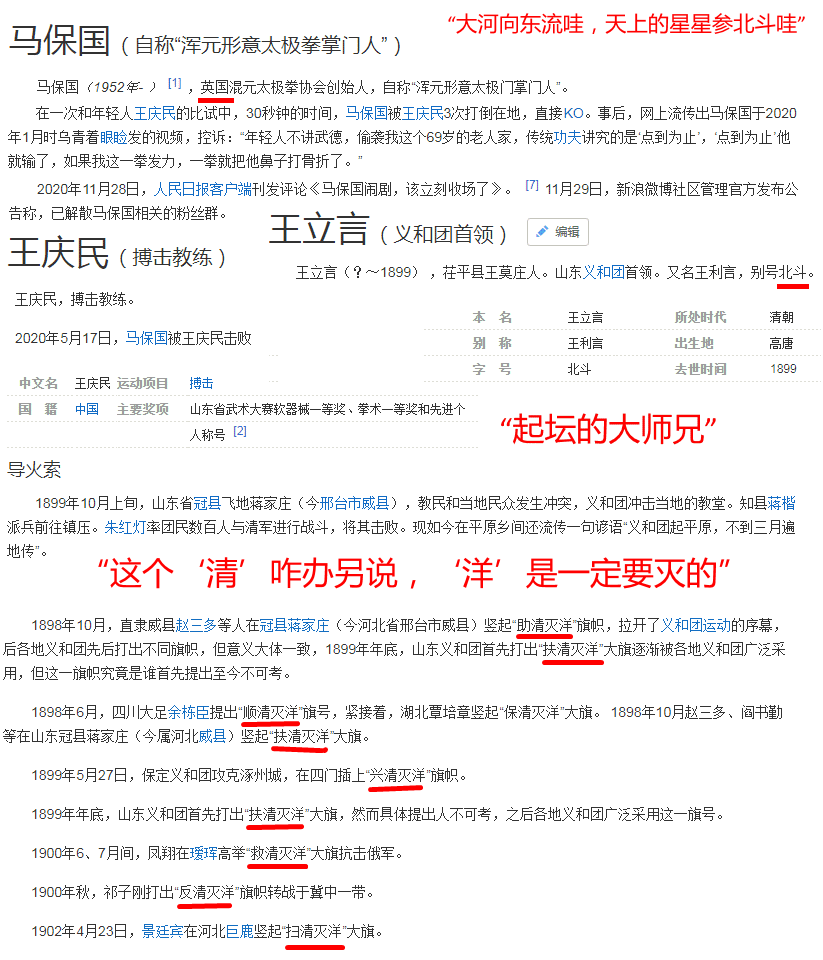 “大河向东流哇，天上的星星参北斗哇”
马保国（自称“浑元形意太极拳掌门人”）
马保国（1952年- ） [1] ，英国混元太极拳协会创始人，自称“浑元形意太极门掌门人”。
在一次和年轻人王庆民的比试中，30秒钟的时间，马保国被王庆民3次打倒在地，直接KO。事后，网上流传出马保国于2020
年1月时乌青着眼睑发的视频，控诉：“年轻人不讲武德，偷袭我这个69岁的老人家，传统功夫讲究的是‘点到为止’，‘点到为止’他
就输了，如果我这一拳发力，一拳就把他鼻子打骨折了。”
2020年11月28日，人民日报客户端刊发评论《马保国闹剧，该立刻收场了》。 [7] 11月29日，新浪微博社区管理官方发布公
告称，已解散马保国相关的粉丝群。
王立言（义和团首领） 编辑
王立言（？～1899），茌平县王莫庄人。山东义和团首领。又名王利言，别号北斗。
本 名 王立言 所处时代 清朝
别 称 王利言 出生地 高唐
字 号 北斗 去世时间 1899
王庆民（搏击教练）
王庆民，搏击教练。
2020年5月17日，马保国被王庆民击败
中文名 王庆民 运动项目 搏击
国 籍 中国 主要奖项 山东省武术大赛软器械一等奖、拳术一等奖和先进个
人称号 [2]
“起坛的大师兄”
导火索
1899年10月上旬，山东省冠县飞地蒋家庄（今邢台市威县），教民和当地民众发生冲突，义和团冲击当地的教堂。知县蒋楷
派兵前往镇压。朱红灯率团民数百人与清军进行战斗，将其击败。现如今在平原乡间还流传一句谚语“义和团起平原，不到三月遍
地传”。
“这个‘清’咋办另说，‘洋’是一定要灭的”
1898年10月，直隶威县赵三多等人在冠县蒋家庄（今河北省邢台市威县）竖起“助清灭洋”旗帜，拉开了义和团运动的序幕，
后各地义和团先后打出不同旗帜，但意义大体一致，1899年年底，山东义和团首先打出“扶清灭洋”大旗逐渐被各地义和团广泛采
用，但这一旗帜究竟是谁首先提出至今不可考。
1898年6月，四川大足余栋臣提出“顺清灭洋”旗号，紧接着，湖北覃培章竖起“保清灭洋”大旗。 1898年10月赵三多、阎书勤
等在山东冠县蒋家庄（今属河北威县）竖起“扶清灭洋”大旗。
1899年5月27日，保定义和团攻克涿州城，在四门插上“兴清灭洋”旗帜。
1899年年底，山东义和团首先打出“扶清灭洋”大旗，然而具体提出人不可考，之后各地义和团广泛采用这一旗号。
1900年6、7月间，凤翔在瑷珲高举“救清灭洋”大旗抗击俄军。
1900年秋，祁子刚打出“反清灭洋”旗帜转战于冀中一带。
1902年4月23日，景廷宾在河北巨鹿竖起“扫清灭洋”大旗。